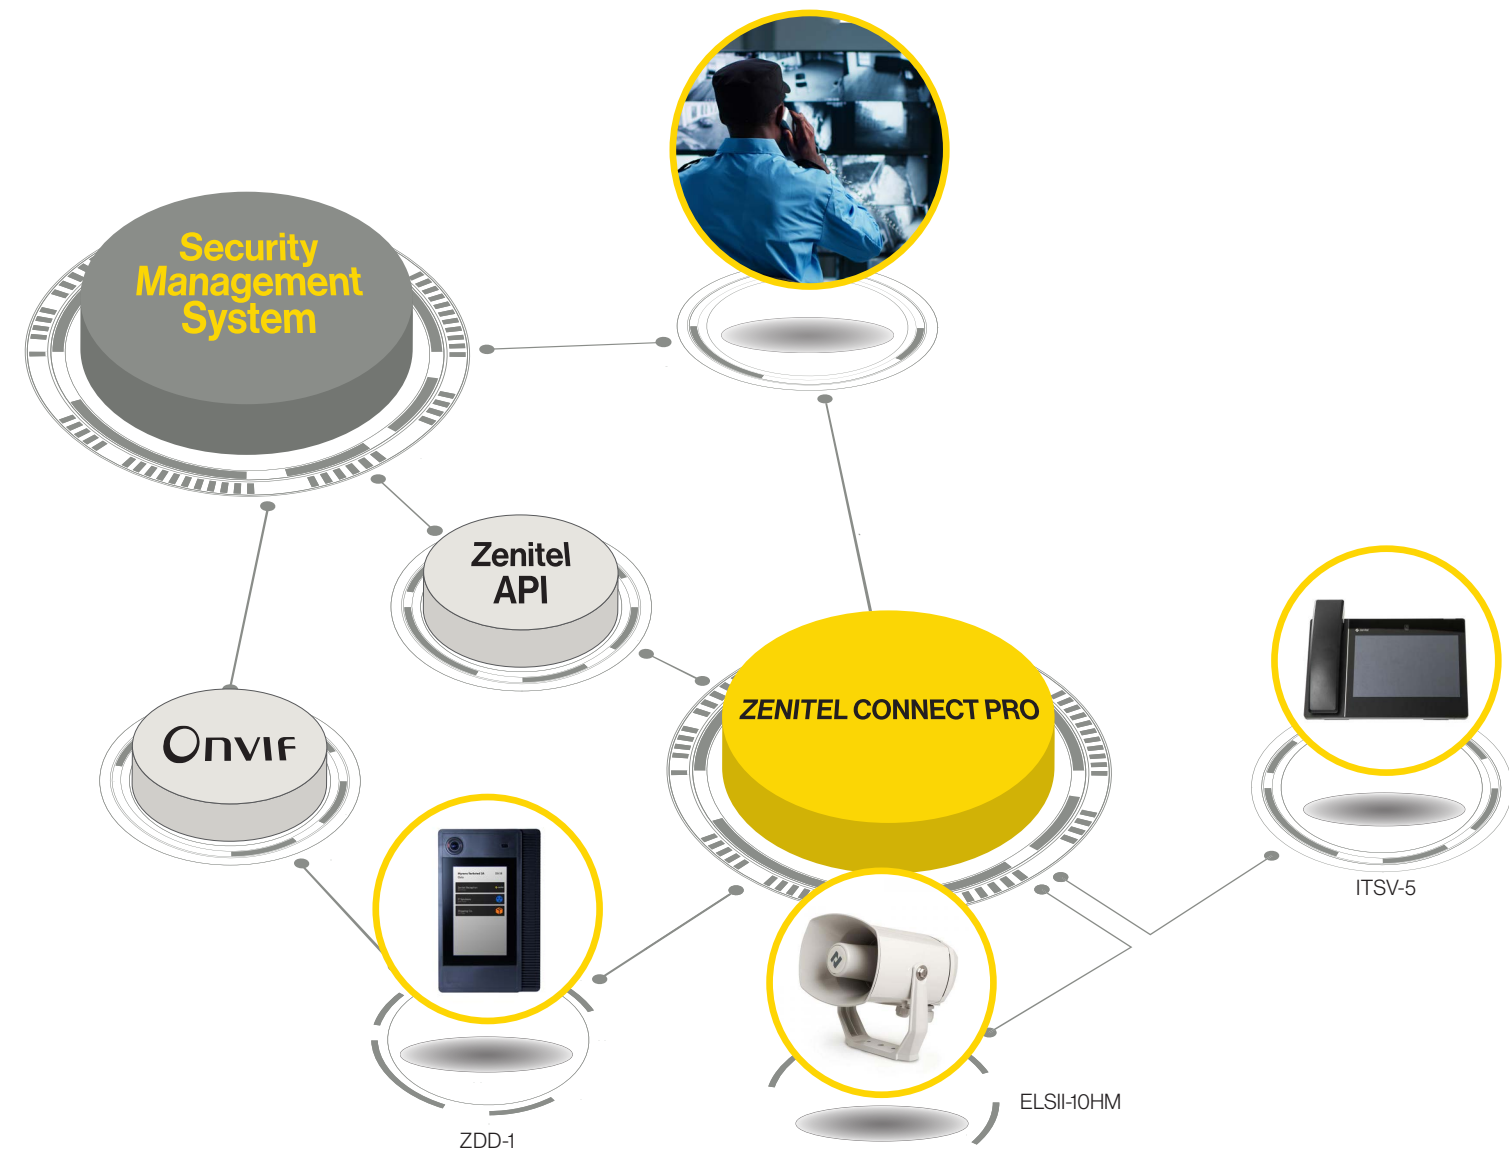 Security
Management
System
Zenitel
API
ZENITEL CONNECT PRO
ONVIF
ITSV-5
ELSII-10HM
ZDD-1